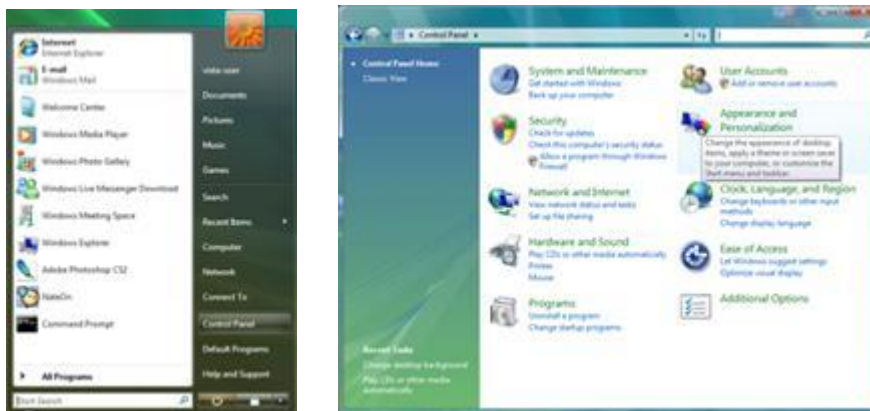 Internet
Internet Explorer
E-mail
Windows Mail
Welcome Center
Windows Media Player
Windows Photo Gallery
Windows Live Messenger Download
Windows Meeting Space
Windows Explorer
Adobe Photoshop CS2
NateOn
Command Prompt
All Programs
Start Search
vista user
Documents
Pictures
Music
Games
Search
Recent Items
Computer
Network
Connect To
Control Panel
Default Programs
Help and Support
Control Panel
Control Panel Home
Classic View
System and Maintenance
Get started with Windows
Back up your computer
Security
Check for updates
Check this computer's security status
Allow a program through Windows
Firewall
Network and Internet
View network status and tasks
Set up file sharing
Hardware and Sound
Play CDs or other media automatically
Printer
Mouse
Programs
Uninstall a program
Change startup programs
User Accounts
Add or remove user accounts
Appearance and
Personalization
Change the appearance of desktop
items, apply a theme or screen saver
to your computer, or customize the
Start menu and taskbar.
Clock, Language, and Region
Change keyboards or other input
methods
Change display language
Ease of Access
Let Windows suggest settings
Optimize visual display
Additional Options
Recent Tasks
Change desktop background
Play CDs or other media
automatically